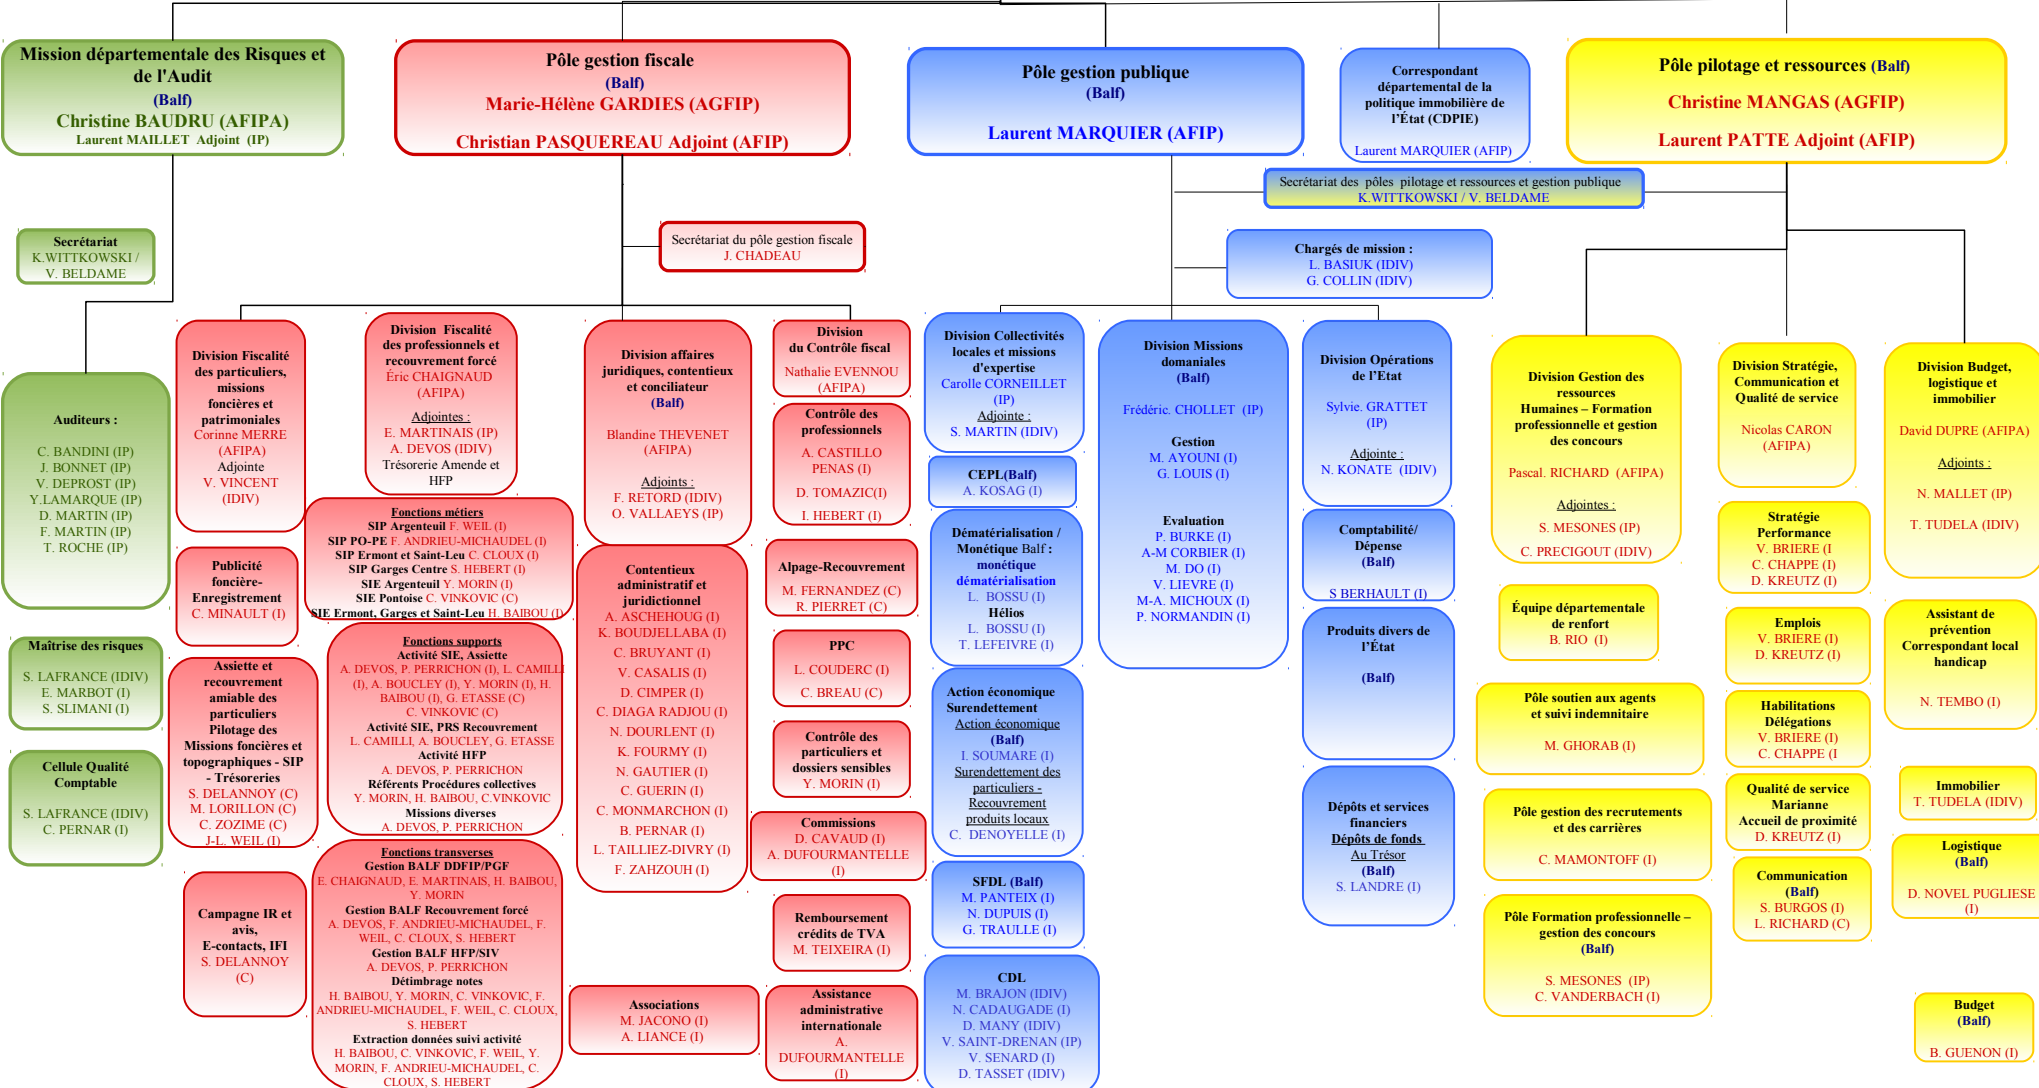 Mission départementale des Risques et
de l'Audit
(Balf)
Christine BAUDRU (AFIPA)
Laurent MAILLET Adjoint (IP)
Pôle gestion fiscale
(Balf)
Marie-Hélène GARDIES (AGFIP)
Christian PASQUEREAU Adjoint (AFIP)
Pôle gestion publique
(Balf)
Laurent MARQUIER (AFIP)
Correspondant
départemental de la
politique immobilière de
l'État (CDPIE)
Laurent MARQUIER (AFIP)
Pôle pilotage et ressources (Balf)
Christine MANGAS (AGFIP)
Laurent PATTE Adjoint (AFIP)
Secrétariat des pôles pilotage et ressources et gestion publique
K.WITTKOWSKI / V. BELDAME
Secrétariat
K.WITTKOWSKI /
V. BELDAME
Secrétariat du pôle gestion fiscale
J. CHADEAU
Chargés de mission :
L. BASIUK (IDIV)
G. COLLIN (IDIV)
Auditeurs :
C. BANDINI (IP)
J. BONNET (IP)
V. DEPROST (IP)
Y.LAMARQUE (IP)
D. MARTIN (IP)
F. MARTIN (IP)
T. ROCHE (IP)
Maîtrise des risques
S. LAFRANCE (IDIV)
E. MARBOT (I)
S. SLIMANI (I)
Cellule Qualité
Comptable
S. LAFRANCE (IDIV)
C. PERNAR (I)
Division Fiscalité
des particuliers,
missions
foncières et
patrimoniales
Corinne MERRE
(AFIPA)
Adjointe
V. VINCENT
(IDIV)
Publicité
foncière-
Enregistrement
C. MINAULT (I)
Assiette et
recouvrement
amiable des
particuliers
Pilotage des
Missions foncières et
topographiques - SIP
- Trésoreries
S. DELANNOY (C)
M. LORILLON (C)
C. ZOZIME (C)
J-L. WEIL (I)
Campagne IR et
avis,
E-contacts, IFI
S. DELANNOY
(C)
Division Fiscalité
des professionnels et
recouvrement forcé
Éric CHAIGNAUD
(AFIPA)
Adjointes :
E. MARTINAIS (IP)
A. DEVOS (IDIV)
Trésorerie Amende et
HFP
Fonctions métiers
SIP Argenteuil F. WEIL (I)
SIP PO-PE F. ANDRIEU-MICHAUDEL (I)
SIP Ermont et Saint-Leu C. CLOUX (I)
SIP Garges Centre S. HEBERT (I)
SIE Argenteuil Y. MORIN (I)
SIE Pontoise C. VINKOVIC (C)
SIE Ermont, Garges et Saint-Leu H. BAIBOU (I)
Fonctions supports
Activité SIE, Assiette
A. DEVOS, P. PERRICHON (I), L. CAMILLI
(I), A. BOUCLEY (I), Y. MORIN (I), H.
BAIBOU (I), G. ETASSE (C)
C. VINKOVIC (C)
Activité SIE, PRS Recouvrement
L. CAMILLI, A. BOUCLEY, G. ETASSE
Activité HFP
A. DEVOS, P. PERRICHON
Référents Procédures collectives
Y. MORIN, H. BAIBOU, C.VINKOVIC
Missions diverses
A. DEVOS, P. PERRICHON
Fonctions transverses
Gestion BALF DDFIP/PGF
E. CHAIGNAUD, E. MARTINAIS, H. BAIBOU,
Y. MORIN
Gestion BALF Recouvrement forcé
A. DEVOS, F. ANDRIEU-MICHAUDEL, F.
WEIL, C. CLOUX, S. HEBERT
Gestion BALF HFP/SIV
A. DEVOS, P. PERRICHON
Détimbrage notes
H. BAIBOU, Y. MORIN, C. VINKOVIC, F.
ANDRIEU-MICHAUDEL, F. WEIL, C. CLOUX,
S. HEBERT
Extraction données suivi activité
H. BAIBOU, C. VINKOVIC, F. WEIL, Y.
MORIN, F. ANDRIEU-MICHAUDEL, C.
CLOUX, S. HEBERT
Division affaires
juridiques, contentieux
et conciliateur
(Balf)
Blandine THEVENET
(AFIPA)
Adjoints :
F. RETORD (IDIV)
O. VALLAEYS (IP)
Contentieux
administratif et
juridictionnel
A. ASCHEHOUG (I)
K. BOUDJELLABA (I)
C. BRUYANT (I)
V. CASALIS (I)
D. CIMPER (I)
C. DIAGA RADJOU (I)
N. DOURLENT (I)
K. FOURMY (I)
N. GAUTIER (I)
C. GUERIN (I)
C. MONMARCHON (I)
B. PERNAR (I)
L. TAILLIEZ-DIVRY (I)
F. ZAHZOUH (I)
Associations
M. JACONO (I)
A. LIANCE (I)
Division
du Contrôle fiscal
Nathalie EVENNOU
(AFIPA)
Contrôle des
professionnels
A. CASTILLO
PENAS (I)
D. TOMAZIC(I)
I. HEBERT (I)
Alpage-Recouvrement
M. FERNANDEZ (C)
R. PIERRET (C)
PPC
L. COUDERC (I)
C. BREAU (C)
Contrôle des
particuliers et
dossiers sensibles
Y. MORIN (I)
Commissions
D. CAVAUD (I)
A. DUFOURMANTELLE
(I)
Remboursement
crédits de TVA
M. TEIXEIRA (I)
Assistance
administrative
internationale
A.
DUFOURMANTELLE
(I)
Division Collectivités
locales et missions
d'expertise
Carolle CORNEILLET
(IP)
Adjointe :
S. MARTIN (IDIV)
CEPL(Balf)
A. KOSAG (I)
Dématérialisation /
Monétique Balf :
monétique
dématérialisation
L. BOSSU (I)
Hélios
L. BOSSU (I)
T. LEFEIVRE (I)
Action économique
Surendettement
Action économique
(Balf)
I. SOUMARE (I)
Surendettement des
particuliers -
Recouvrement
produits locaux
C. DENOYELLE (I)
SFDL (Balf)
M. PANTEIX (I)
N. DUPUIS (I)
G. TRAULLE (I)
CDL
M. BRAJON (IDIV)
N. CADAUGADE (I)
D. MANY (IDIV)
V. SAINT-DRENAN (IP)
V. SENARD (I)
D. TASSET (IDIV)
Division Missions
domaniales
(Balf)
Frédéric. CHOLLET (IP)
Gestion
M. AYOUNI (I)
G. LOUIS (I)
Evaluation
P. BURKE (I)
A-M CORBIER (I)
M. DO (I)
V. LIEVRE (I)
M-A. MICHOUX (I)
P. NORMANDIN (I)
Division Opérations
de l'Etat
Sylvie. GRATTET
(IP)
Adjointe :
N. KONATE (IDIV)
Comptabilité/
Dépense
(Balf)
S BERHAULT (I)
Produits divers de
l'État
(Balf)
Dépôts et services
financiers
Dépôts de fonds
Au Trésor
(Balf)
S. LANDRE (I)
Division Gestion des
ressources
Humaines – Formation
professionnelle et gestion
des concours
Pascal. RICHARD (AFIPA)
Adjointes :
S. MESONES (IP)
C. PRECIGOUT (IDIV)
Équipe départementale
de renfort
B. RIO (I)
Pôle soutien aux agents
et suivi indemnitaire
M. GHORAB (I)
Pôle gestion des recrutements
et des carrières
C. MAMONTOFF (I)
Pôle Formation professionnelle –
gestion des concours
(Balf)
S. MESONES (IP)
C. VANDERBACH (I)
Division Stratégie,
Communication et
Qualité de service
Nicolas CARON
(AFIPA)
Stratégie
Performance
V. BRIERE (I
C. CHAPPE (I)
D. KREUTZ (I)
Emplois
V. BRIERE (I)
D. KREUTZ (I)
Habilitations
Délégations
V. BRIERE (I)
C. CHAPPE (I
Qualité de service
Marianne
Accueil de proximité
D. KREUTZ (I)
Communication
(Balf)
S. BURGOS (I)
L. RICHARD (C)
Division Budget,
logistique et
immobilier
David DUPRE (AFIPA)
Adjoints :
N. MALLET (IP)
T. TUDELA (IDIV)
Assistant de
prévention
Correspondant local
handicap
N. TEMBO (I)
Immobilier
T. TUDELA (IDIV)
Logistique
(Balf)
D. NOVEL PUGLIESE
(I)
Budget
(Balf)
B. GUENON (I)